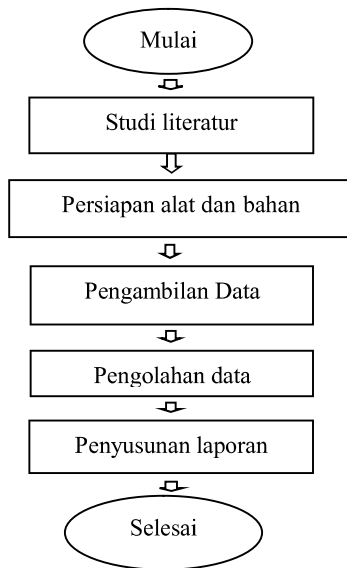 Mulai
Studi literatur
Persiapan alat dan bahan
Pengambilan Data
Pengolahan data
Penyusunan laporan
Selesai